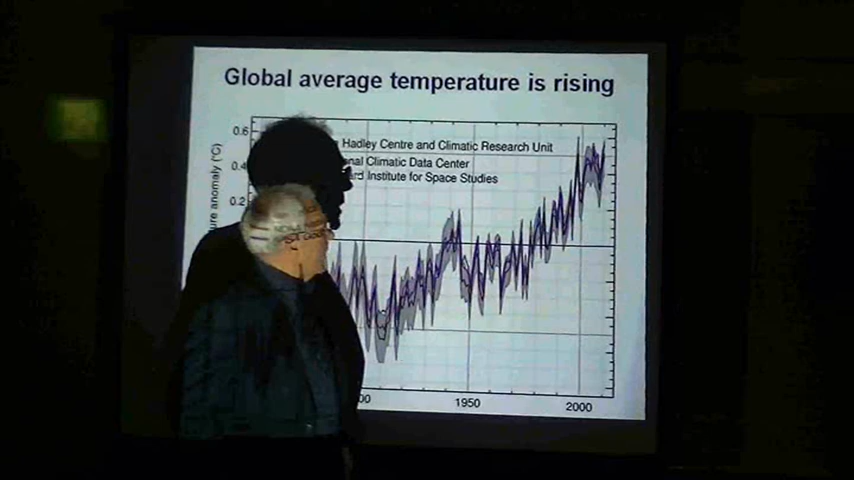 Global average temperature is rising
0.6
Hadley Centre and Climatic Research Unit
Climatic Data Center
Institute for Space Studies
0.4
0.2
anomaly (°C)
1950
2000